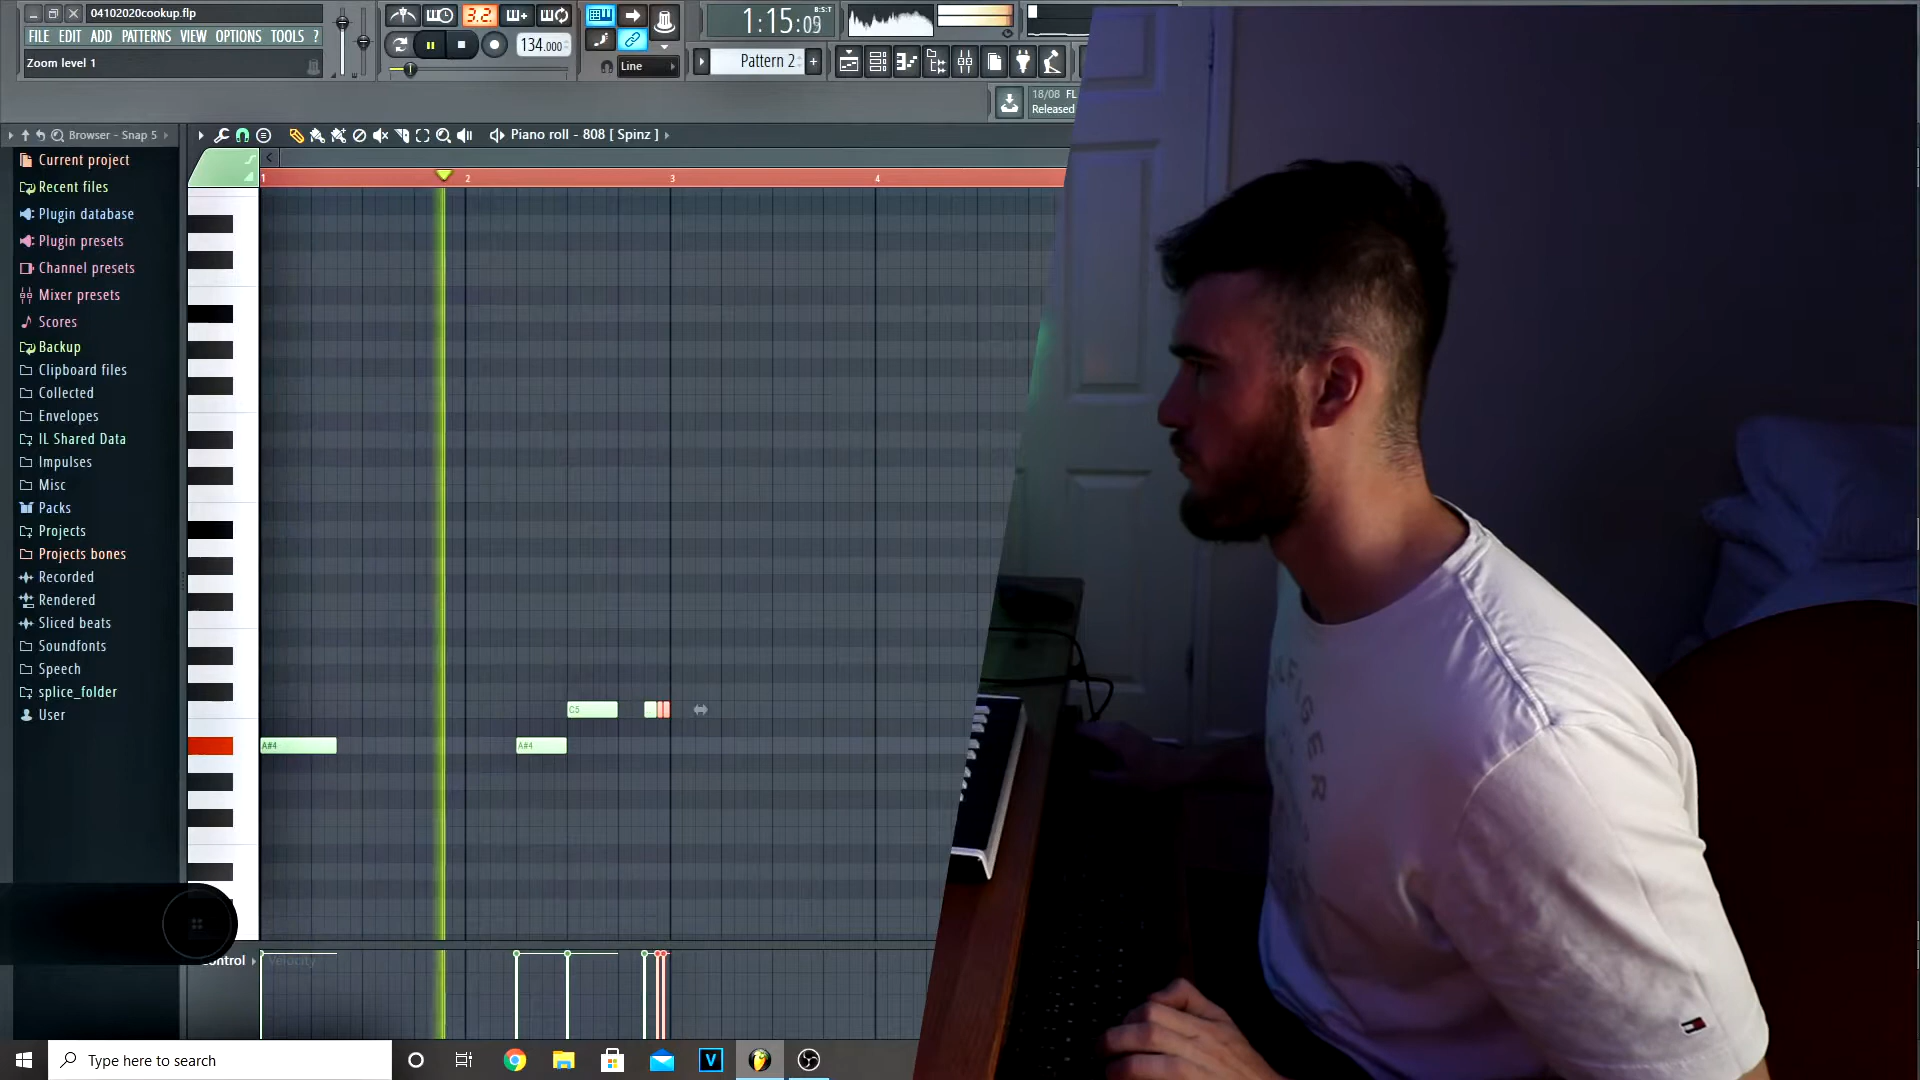 04102020cookup.flp
FILE EDIT ADD PATTERNS VIEW OPTIONS TOOLS ?
Zoom level 1
3.2
134.000
Line
1:15:09
B:S:T
Pattern 2
18/08 FL
Released
Browser - Snap 5
Piano roll - 808 [ Spinz ]
1 2 3 4
Current project
Recent files
Plugin database
Plugin presets
Channel presets
Mixer presets
Scores
Backup
Clipboard files
Collected
Envelopes
IL Shared Data
Impulses
Misc
Packs
Projects
Projects bones
Recorded
Rendered
Sliced beats
Soundfonts
Speech
splice_folder
User
C5
A#4
A#4
ontrol
Velocity
Type here to search
V